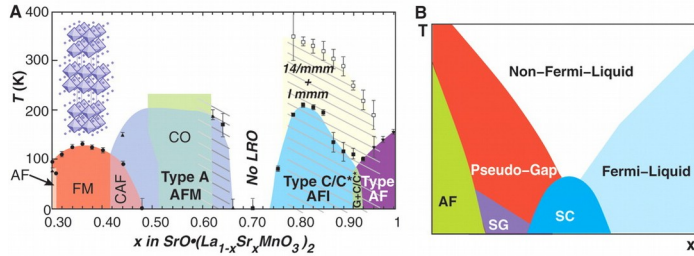 A
T(K)
400
300
200
100
0
AF
FM
CAF
CO
Type A
AFM
No LRO
14/mmm
+
I mmm
Type C/C*
AFI
G+C/C*
Type
AF
0.30
0.40
0.50
0.60
0.70
0.80
0.90
1
x in SrO•(La1-xSrxMnO3)2
B
T
Non-Fermi-Liquid
Pseudo-Gap
Fermi-Liquid
AF
SG
SC
x